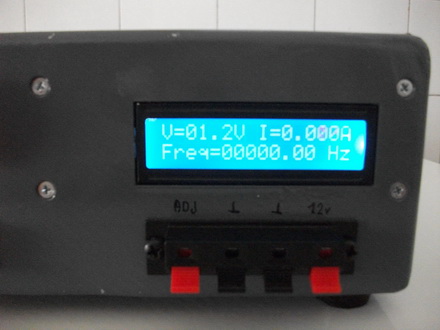 V=01.2V I=0.000A
Freq=00000.00 Hz
ADJ ⊥ ⊥ 12v